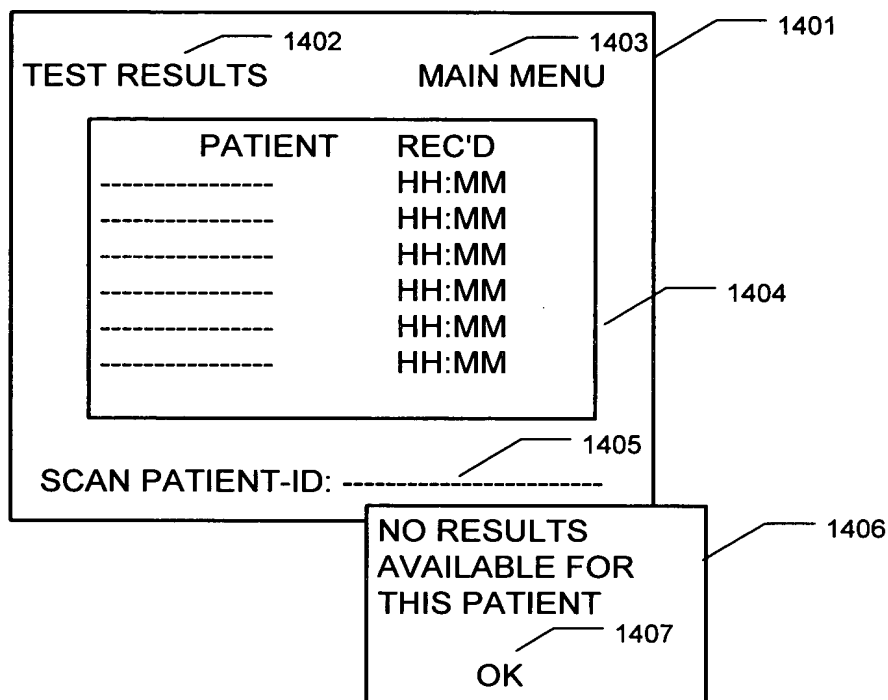 1402
1403
1401
TEST RESULTS MAIN MENU
PATIENT REC'D
--------------- HH:MM
--------------- HH:MM
--------------- HH:MM
--------------- HH:MM
--------------- HH:MM
--------------- HH:MM
1404
1405
SCAN PATIENT-ID: -----------------------
NO RESULTS
AVAILABLE FOR
THIS PATIENT
1406
1407
OK